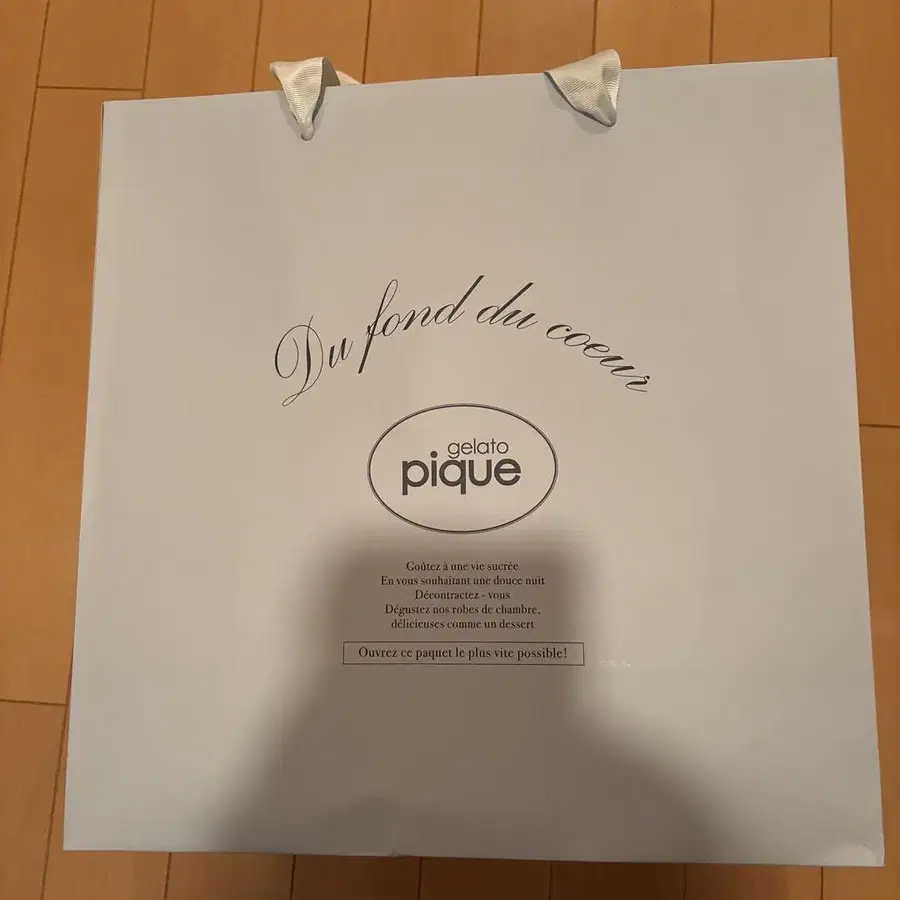 Du fond du coeur
gelato
pique
Goûtez à une vie sucrée
En vous souhaitant une douce nuit
Décontractez - vous
Dégustez nos robes de chambre,
délicieuses comme un dessert
Ouvrez ce paquet le plus vite possible!